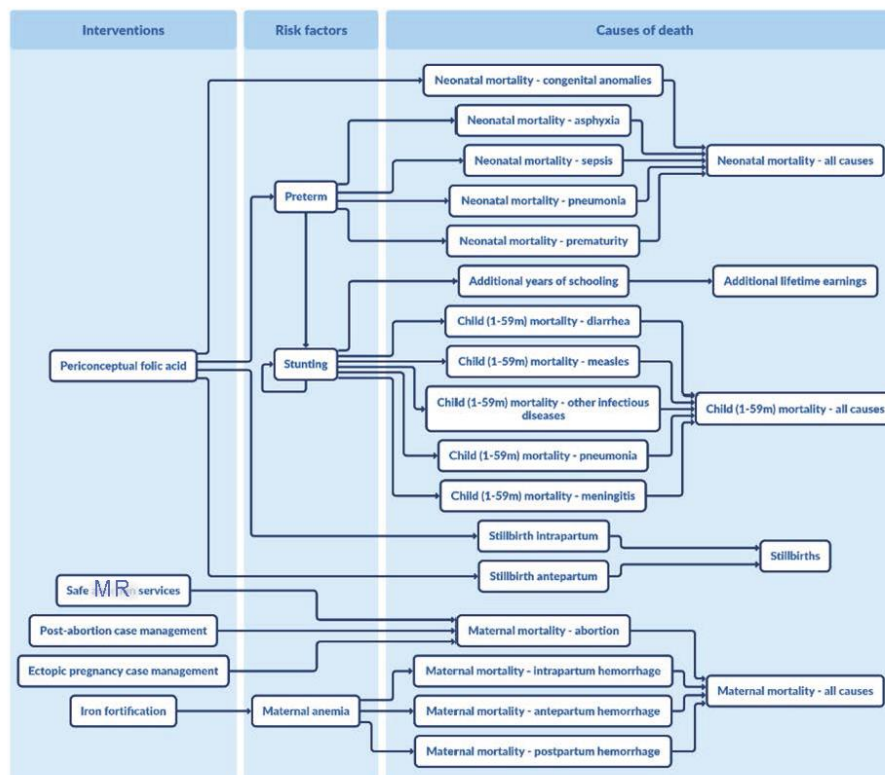 Interventions
Risk factors
Causes of death
Neonatal mortality - congenital anomalies
Neonatal mortality - asphyxia
Neonatal mortality - sepsis
Neonatal mortality - all causes
Preterm
Neonatal mortality - pneumonia
Neonatal mortality - prematurity
Additional years of schooling
Additional lifetime earnings
Child (1-59m) mortality - diarrhea
Periconceptual folic acid
Stunting
Child (1-59m) mortality - measles
Child (1-59m) mortality - other infectious
diseases
Child (1-59m) mortality - all causes
Child (1-59m) mortality - pneumonia
Child (1-59m) mortality - meningitis
Stillbirth intrapartum
Stillbirths
Stillbirth antepartum
Safe MR services
Post-abortion case management
Maternal mortality - abortion
Ectopic pregnancy case management
Maternal mortality - intrapartum hemorrhage
Maternal mortality - all causes
Iron fortification
Maternal anemia
Maternal mortality - antepartum hemorrhage
Maternal mortality - postpartum hemorrhage